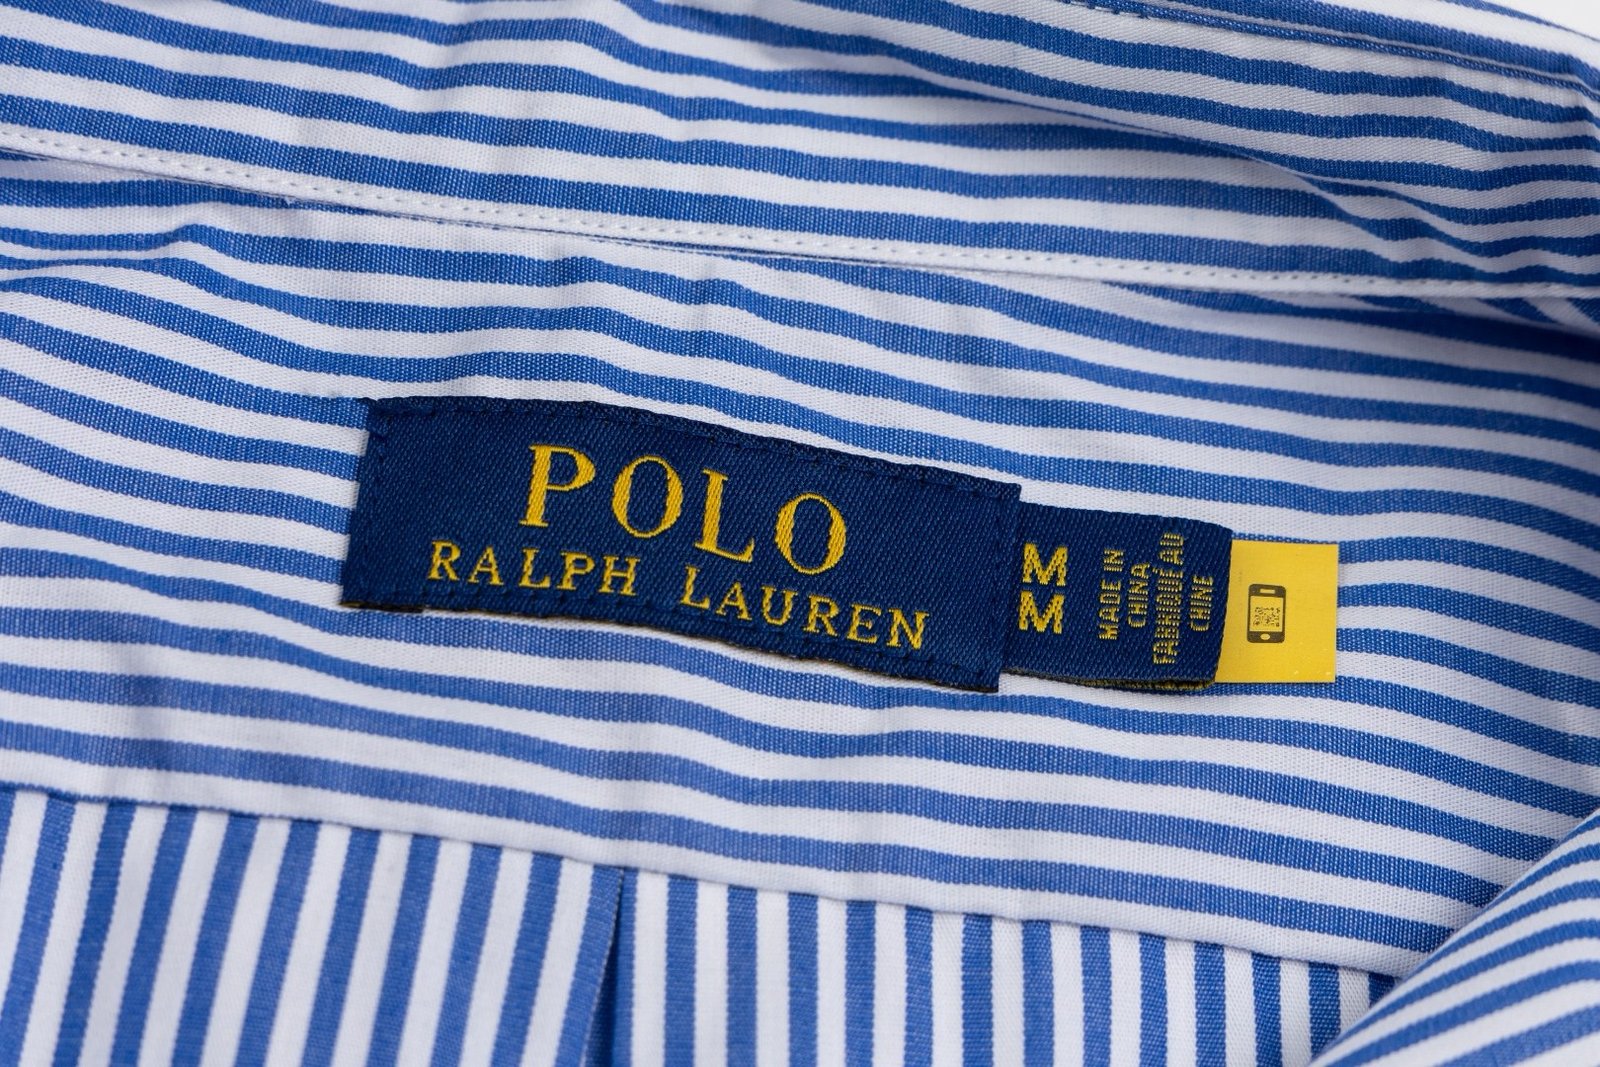 POLO
RALPH LAUREN
M
M
MADE IN
CHINA
FABRIQUÉ AU
CHINE